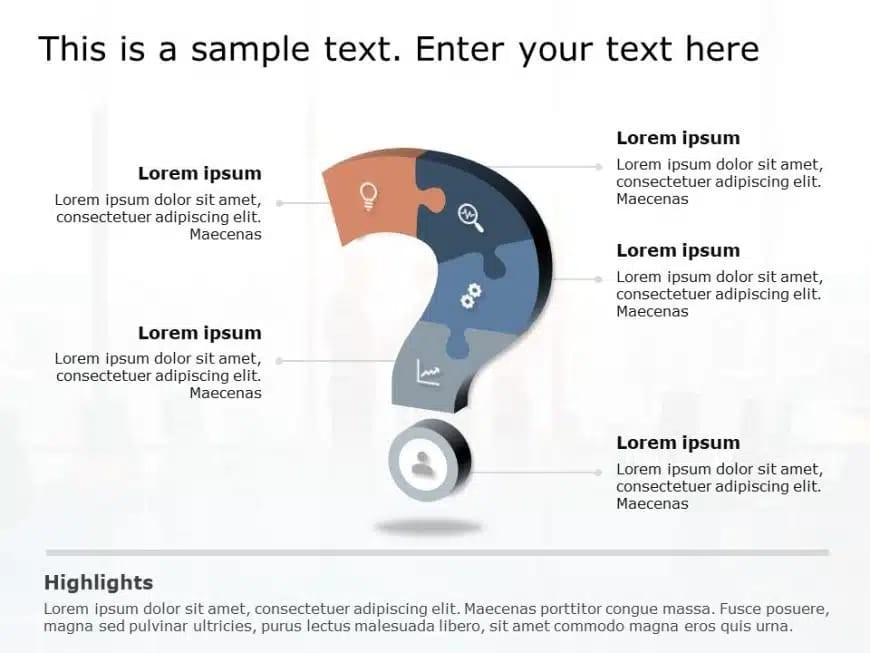 This is a sample text. Enter your text here
Lorem ipsum
Lorem ipsum dolor sit amet,
consectetuer adipiscing elit.
Maecenas
Lorem ipsum
Lorem ipsum dolor sit amet,
consectetuer adipiscing elit.
Maecenas
Lorem ipsum
Lorem ipsum dolor sit amet,
consectetuer adipiscing elit.
Maecenas
Lorem ipsum
Lorem ipsum dolor sit amet,
consectetuer adipiscing elit.
Maecenas
Lorem ipsum
Lorem ipsum dolor sit amet,
consectetuer adipiscing elit.
Maecenas
Highlights
Lorem ipsum dolor sit amet, consectetuer adipiscing elit. Maecenas porttitor congue massa. Fusce posuere,
magna sed pulvinar ultricies, purus lectus malesuada libero, sit amet commodo magna eros quis urna.